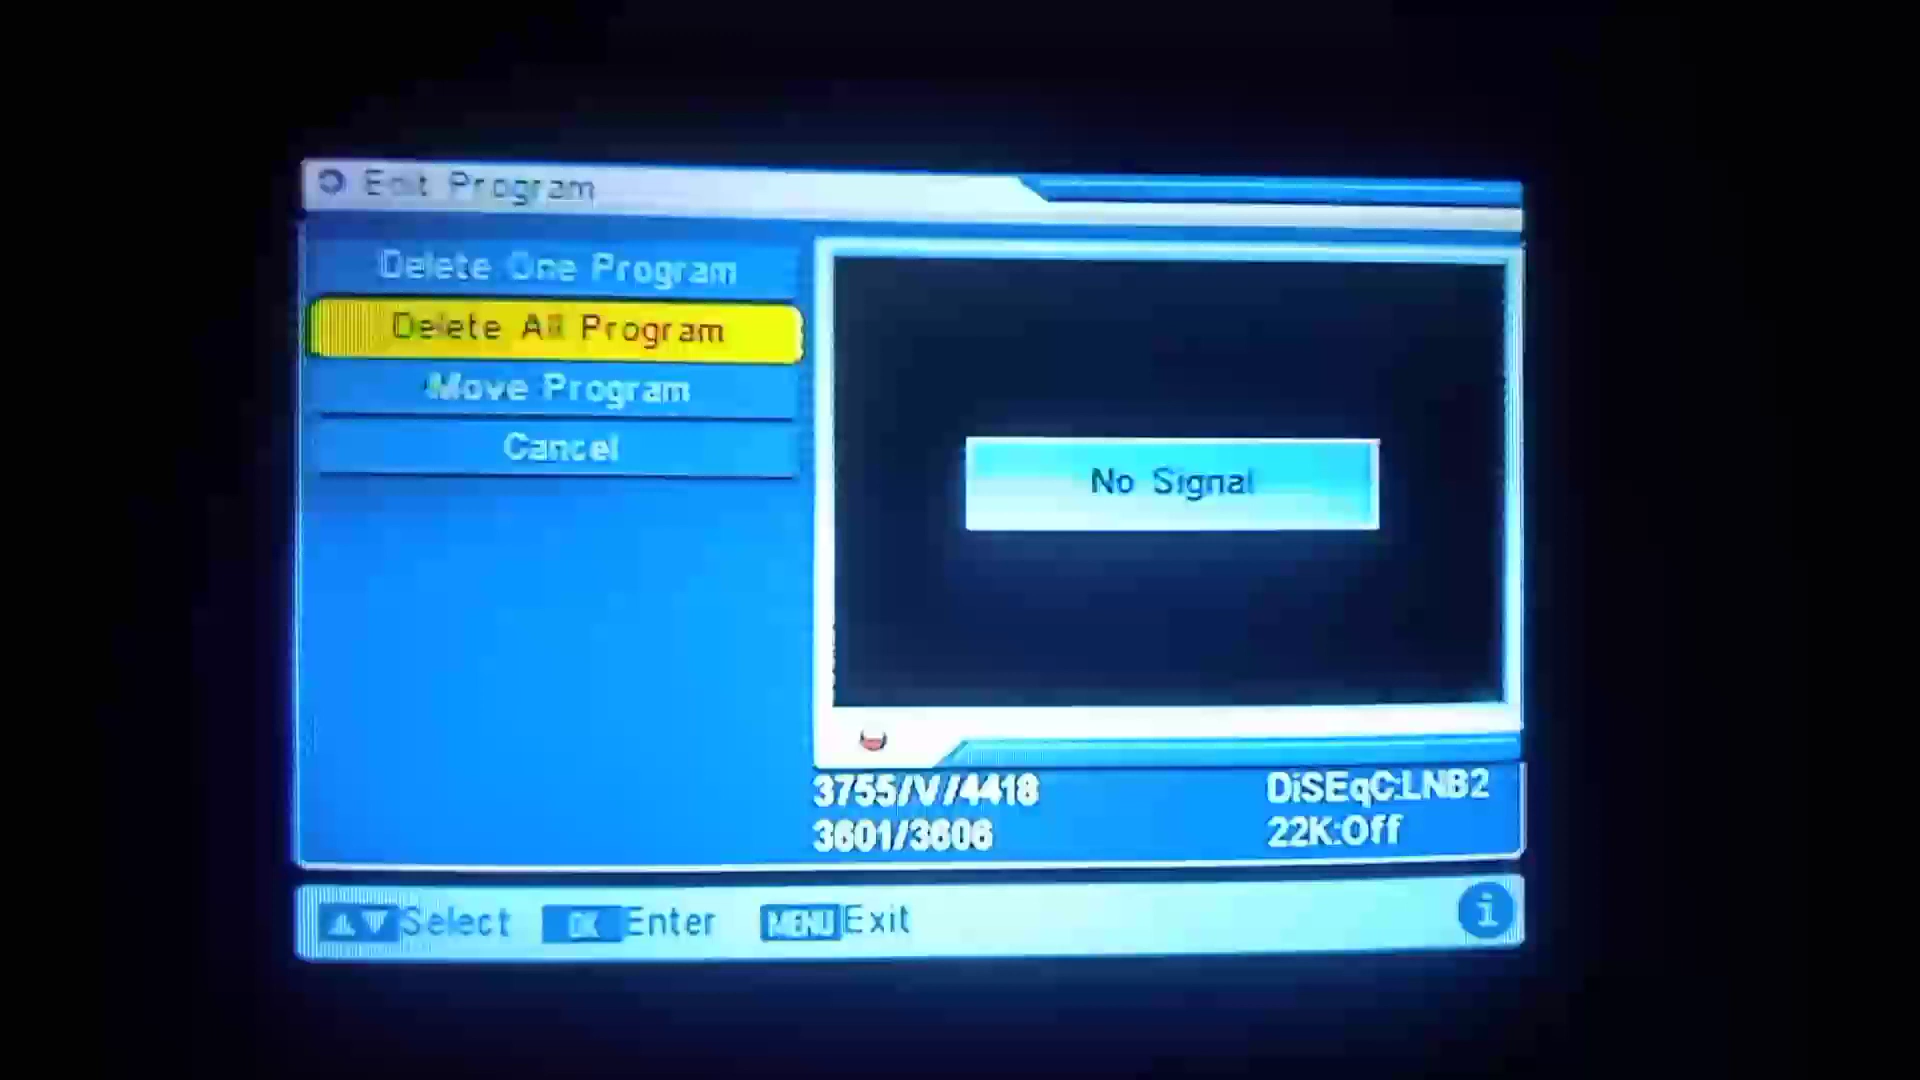 Edit Program
Delete One Program
Delete All Program
Move Program
Cancel
No Signal
3755/V/4418
3601/3606
DiSEqC:LNB2
22K:Off
Select OK Enter MENU Exit
i